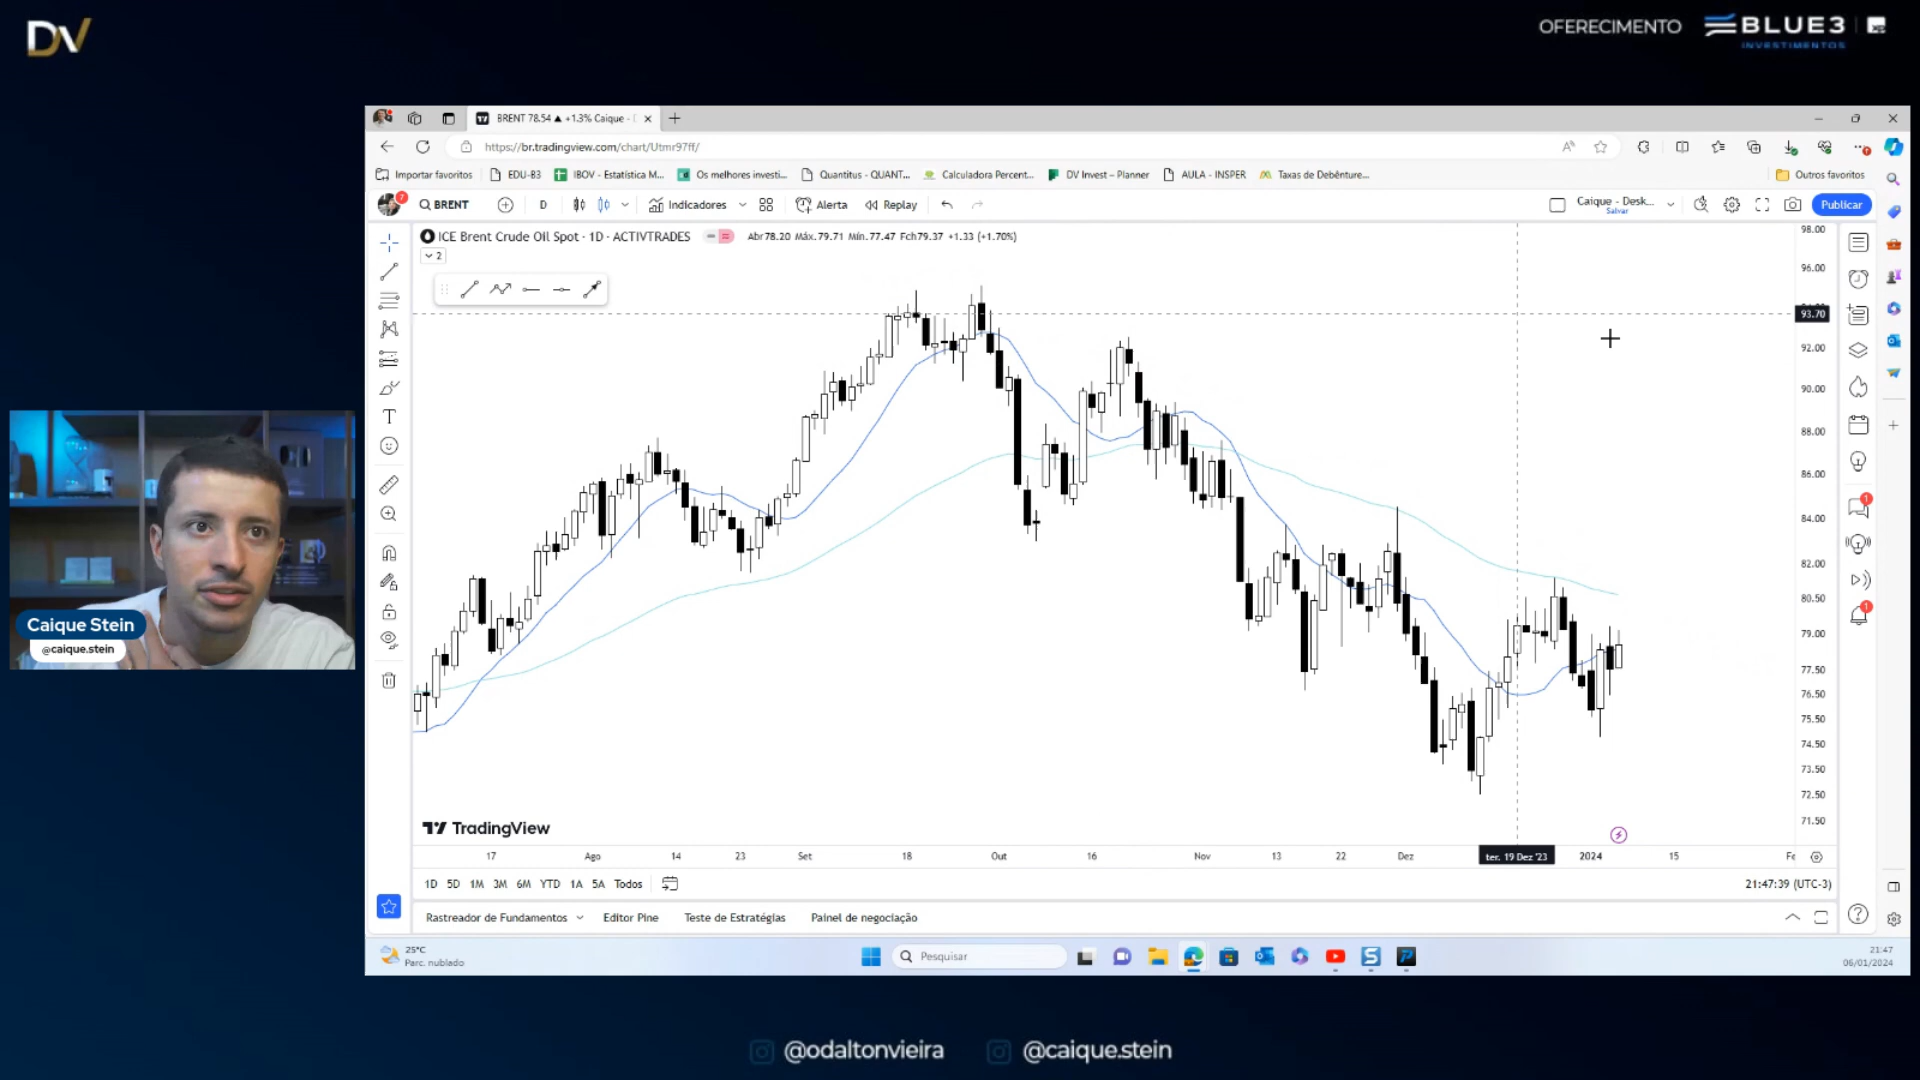 DV
OFERECIMENTO BLUE3
INVESTIMENTOS
BRENT 78.54 ▲ +1.3% Caique -
https://br.tradingview.com/chart/Utmr97ff/
Importar favoritos EDU-B3 IBOV - Estatística M... Os melhores investi... Quantitus - QUANT... Calculadora Percent... DV Invest – Planner AULA - INSPER Taxas de Debênture... Outros favoritos
7 BRENT D Indicadores Alerta Replay Caique - Desk... Publicar
Salvar
ICE Brent Crude Oil Spot · 1D · ACTIVTRADES Abr78.20 Máx.79.71 Mín.77.47 Fch79.37 +1.33 (+1.70%)
2
98.00
96.00
93.70
92.00
90.00
88.00
86.00
84.00
82.00
80.50
79.00
77.50
76.50
75.50
74.50
73.50
72.50
71.50
1
1
T
Caique Stein
@caique.stein
TradingView
17 Ago 14 23 Set 18 Out 16 Nov 13 22 Dez ter. 19 Dez '23 2024 15 Fe
1D 5D 1M 3M 6M YTD 1A 5A Todos 21:47:39 (UTC-3)
Rastreador de Fundamentos Editor Pine Teste de Estratégias Painel de negociação
25°C
Parc. nublado
Pesquisar
21:47
06/01/2024
@odaltonvieira @caique.stein